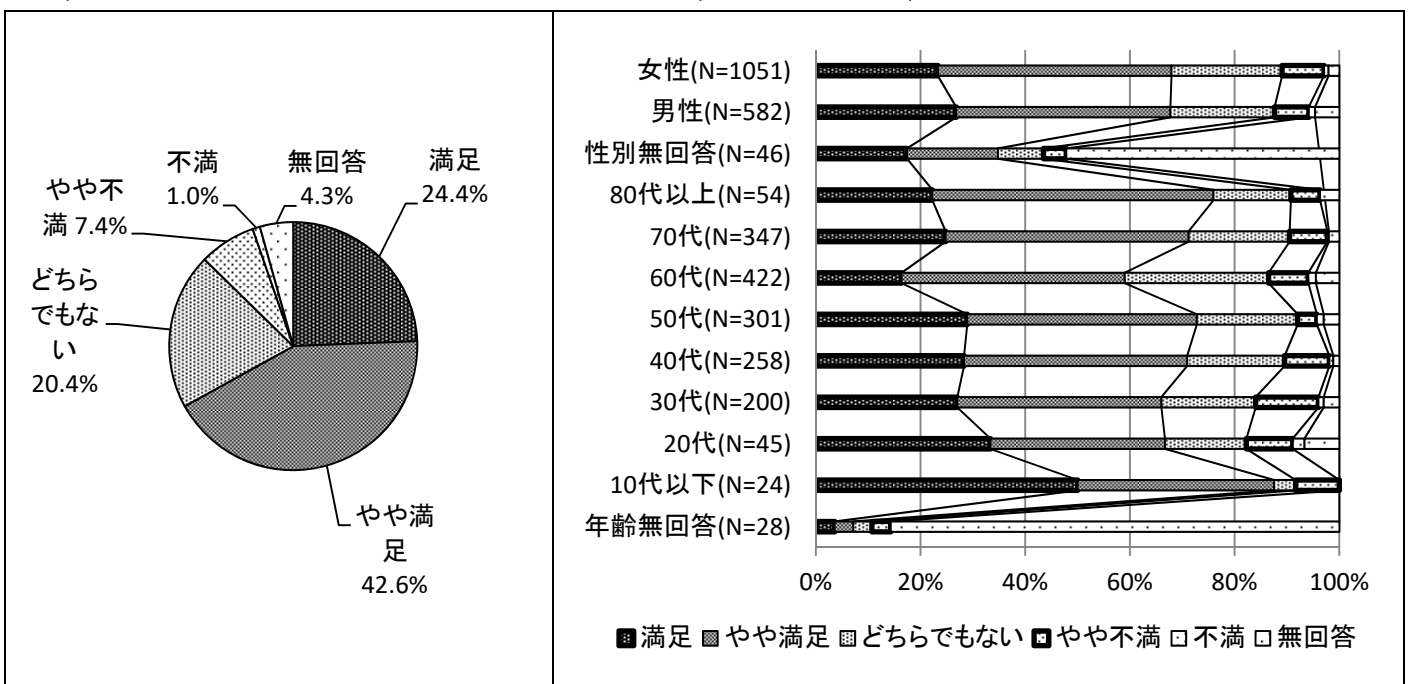 不満
1.0%
無回答
4.3%
満足
24.4%
やや不
満 7.4%
どちら
でもな
い
20.4%
やや満
足
42.6%
女性(N=1051)
男性(N=582)
性別無回答(N=46)
80代以上(N=54)
70代(N=347)
60代(N=422)
50代(N=301)
40代(N=258)
30代(N=200)
20代(N=45)
10代以下(N=24)
年齢無回答(N=28)
0% 20% 40% 60% 80% 100%
満足 やや満足 どちらでもない やや不満 不満 無回答